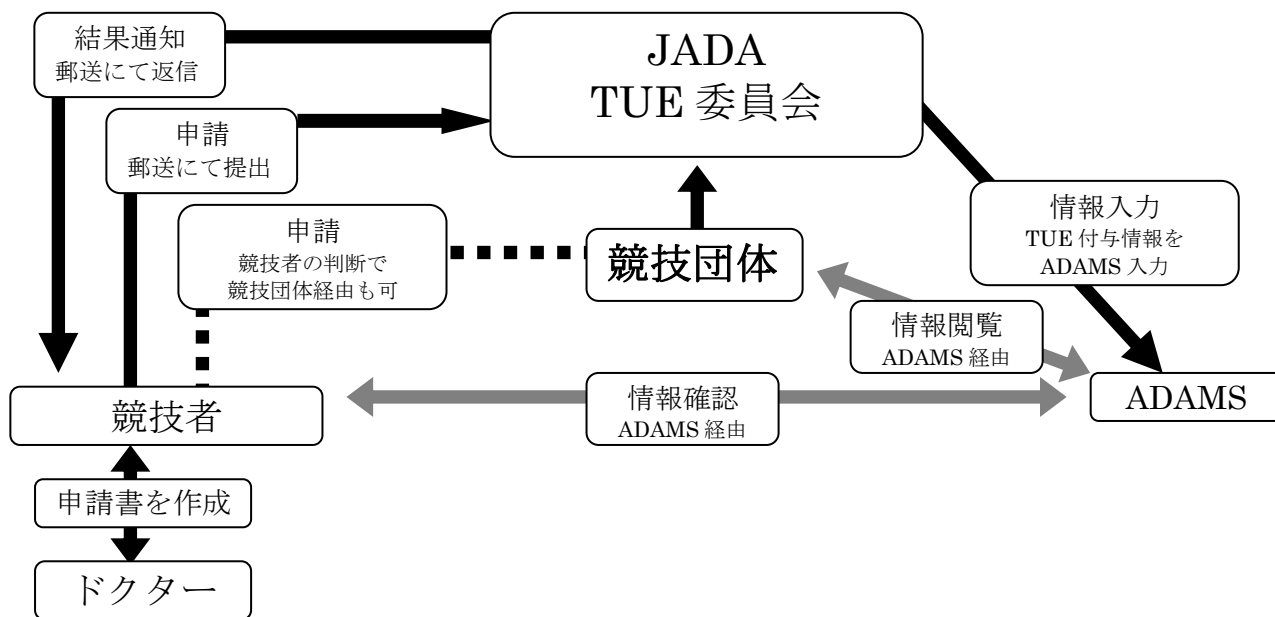 結果通知
郵送にて返信
JADA
TUE 委員会
申請
郵送にて提出
申請
競技者の判断で
競技団体経由も可
競技団体
情報入力
TUE 付与情報を
ADAMS 入力
情報閲覧
ADAMS 経由
情報確認
ADAMS 経由
ADAMS
競技者
申請書を作成
ドクター